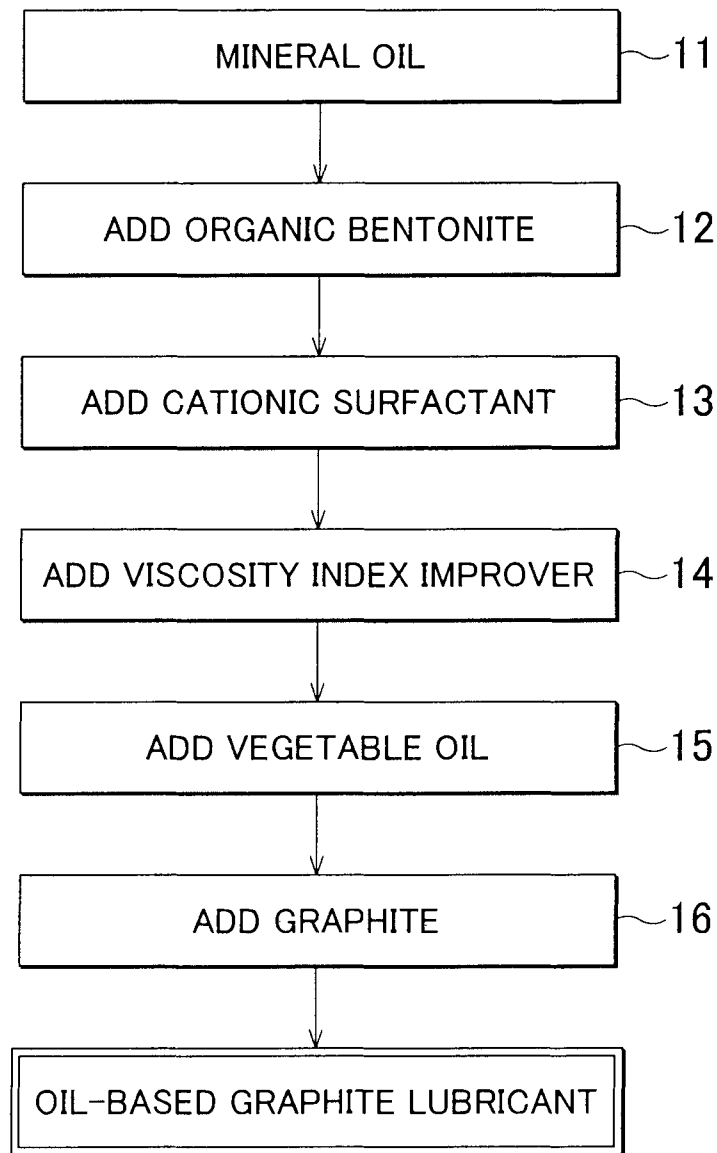 MINERAL OIL 11
ADD ORGANIC BENTONITE 12
ADD CATIONIC SURFACTANT 13
ADD VISCOSITY INDEX IMPROVER 14
ADD VEGETABLE OIL 15
ADD GRAPHITE 16
OIL-BASED GRAPHITE LUBRICANT